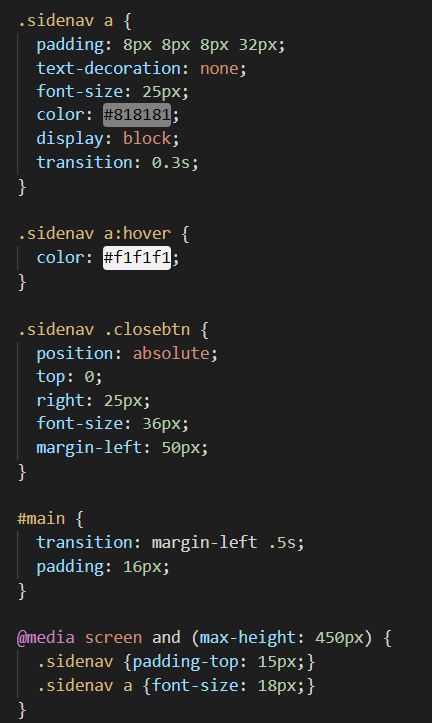 .sidenav a {
  padding: 8px 8px 8px 32px;
  text-decoration: none;
  font-size: 25px;
  color: #818181;
  display: block;
  transition: 0.3s;
}

.sidenav a:hover {
  color: #f1f1f1;
}

.sidenav .closebtn {
  position: absolute;
  top: 0;
  right: 25px;
  font-size: 36px;
  margin-left: 50px;
}

#main {
  transition: margin-left .5s;
  padding: 16px;
}

@media screen and (max-height: 450px) {
  .sidenav {padding-top: 15px;}
  .sidenav a {font-size: 18px;}
}